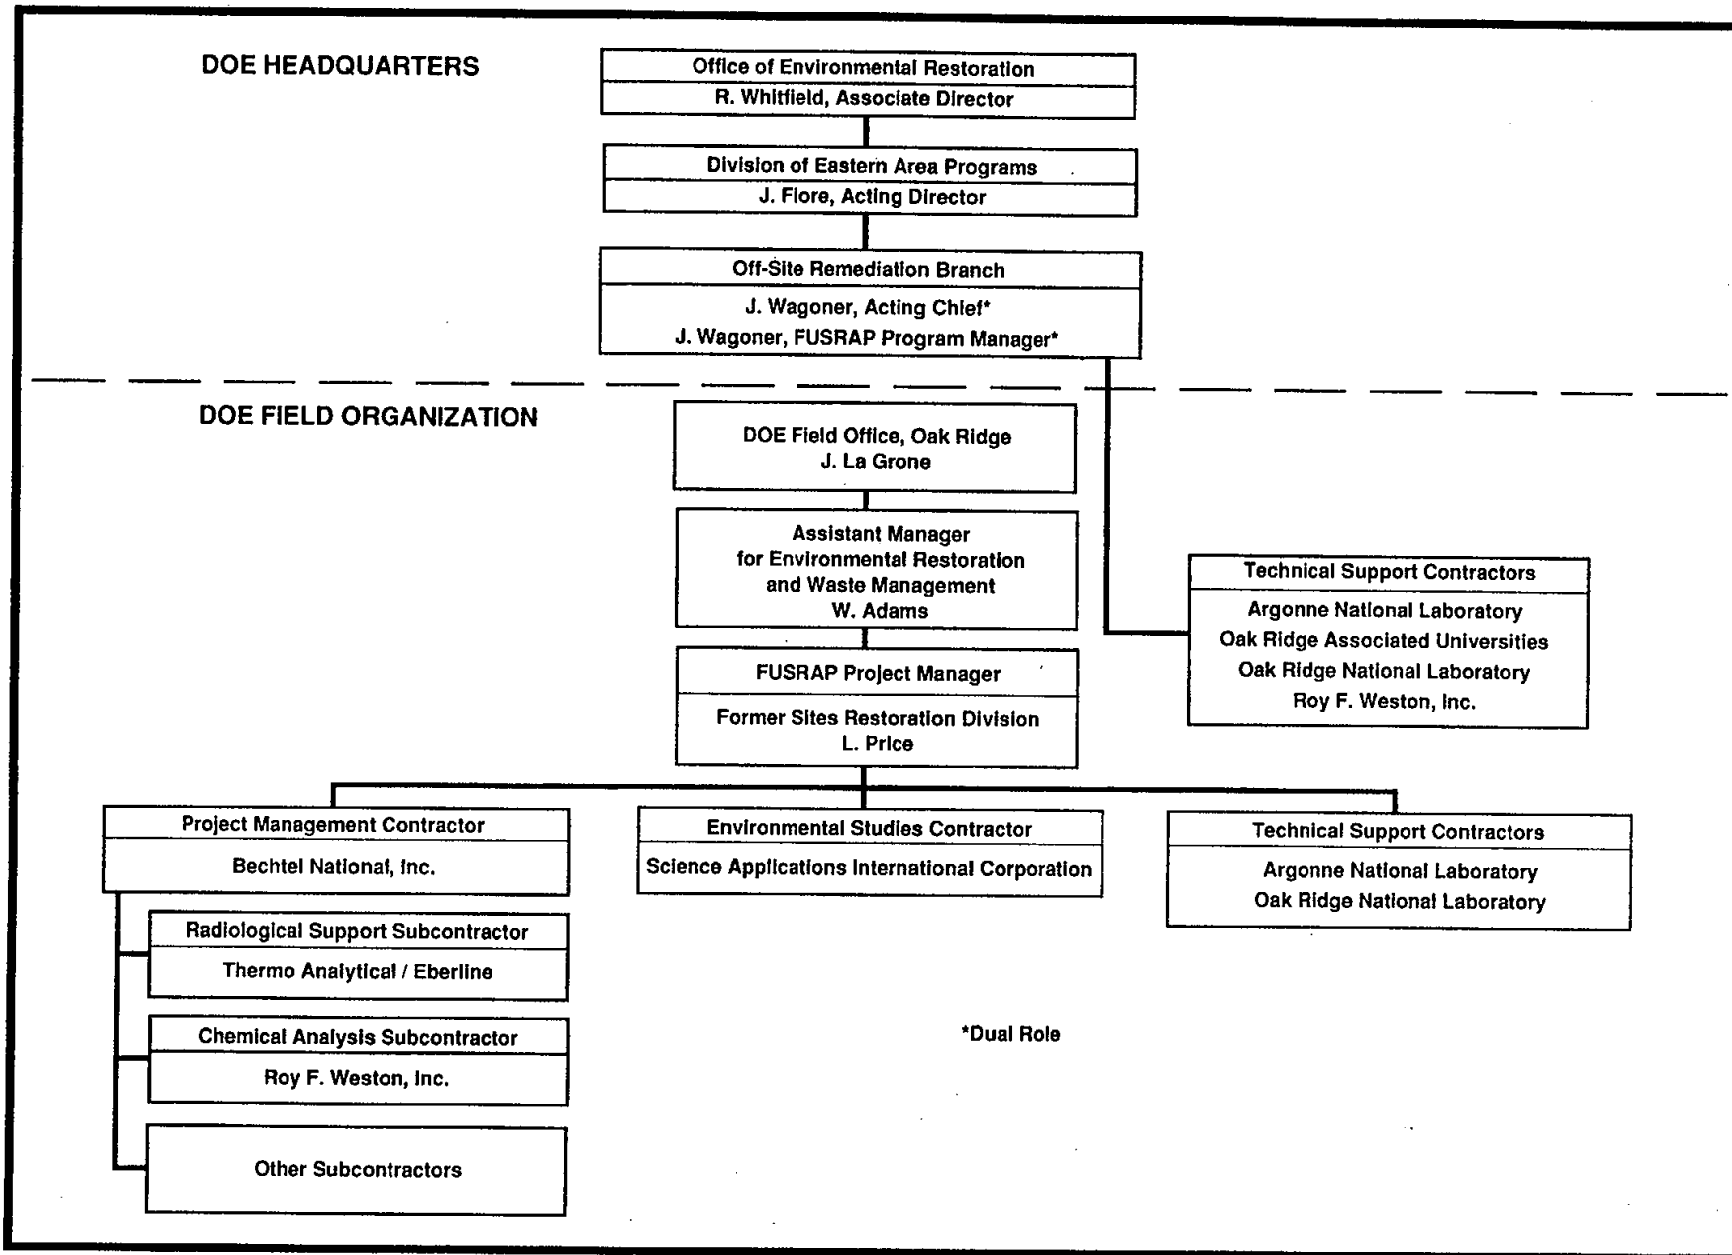 DOE HEADQUARTERS
Office of Environmental Restoration
R. Whitfield, Associate Director
Division of Eastern Area Programs
J. Fiore, Acting Director
Off-Site Remediation Branch
J. Wagoner, Acting Chief*
J. Wagoner, FUSRAP Program Manager*
DOE FIELD ORGANIZATION
DOE Field Office, Oak Ridge
J. La Grone
Assistant Manager
for Environmental Restoration
and Waste Management
W. Adams
Technical Support Contractors
Argonne National Laboratory
Oak Ridge Associated Universities
Oak Ridge National Laboratory
Roy F. Weston, Inc.
FUSRAP Project Manager
Former Sites Restoration Division
L. Price
Project Management Contractor
Bechtel National, Inc.
Environmental Studies Contractor
Science Applications International Corporation
Technical Support Contractors
Argonne National Laboratory
Oak Ridge National Laboratory
Radiological Support Subcontractor
Thermo Analytical / Eberline
Chemical Analysis Subcontractor
Roy F. Weston, Inc.
Other Subcontractors
*Dual Role